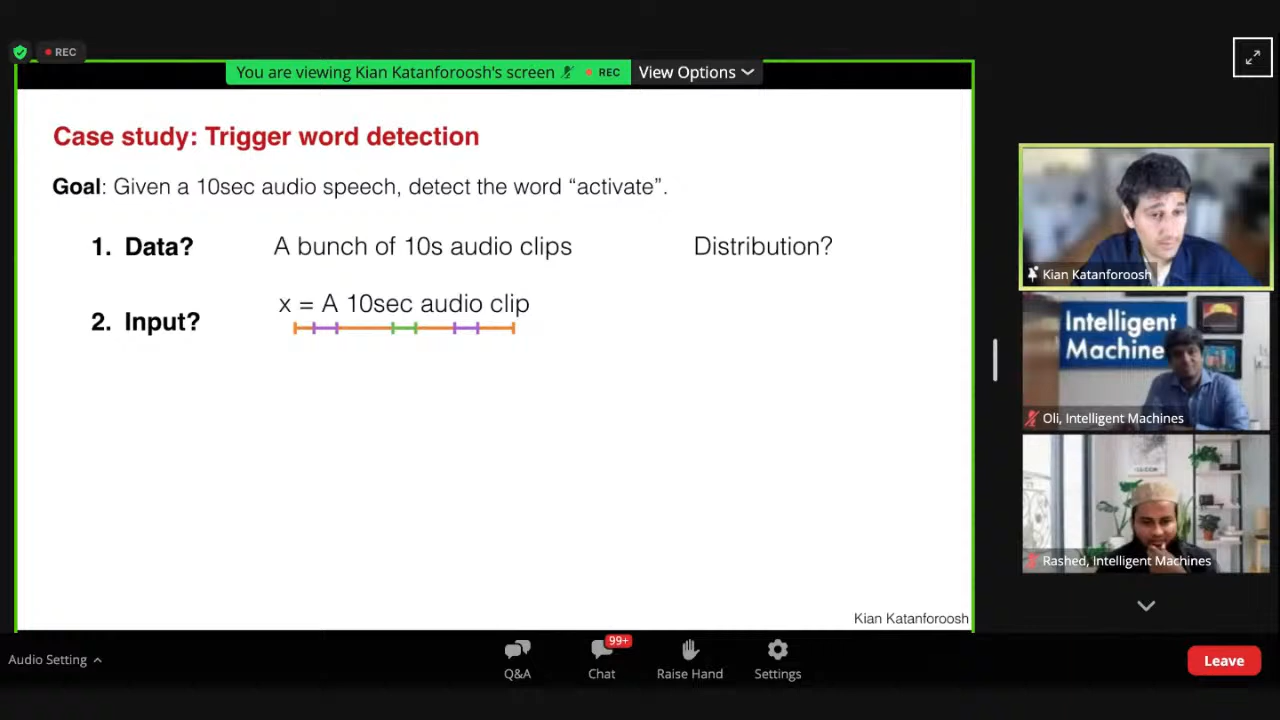 REC
You are viewing Kian Katanforoosh's screen REC View Options
Case study: Trigger word detection
Goal: Given a 10sec audio speech, detect the word “activate”.
1. Data? A bunch of 10s audio clips Distribution?
2. Input? x = A 10sec audio clip
Kian Katanforoosh
Kian Katanforoosh
Intelligent
Machine
Oli, Intelligent Machines
Rashed, Intelligent Machines
Audio Setting
Q&A
99+
Chat
Raise Hand
Settings
Leave